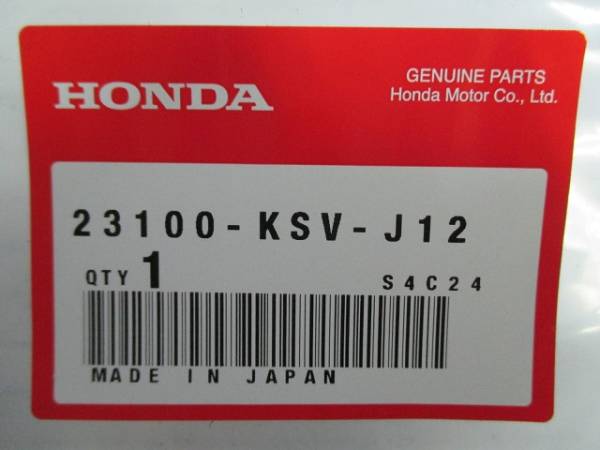 HONDA
GENUINE PARTS
Honda Motor Co., Ltd.
23100-KSV-J12
QTY 1
S4C24
MADE IN JAPAN